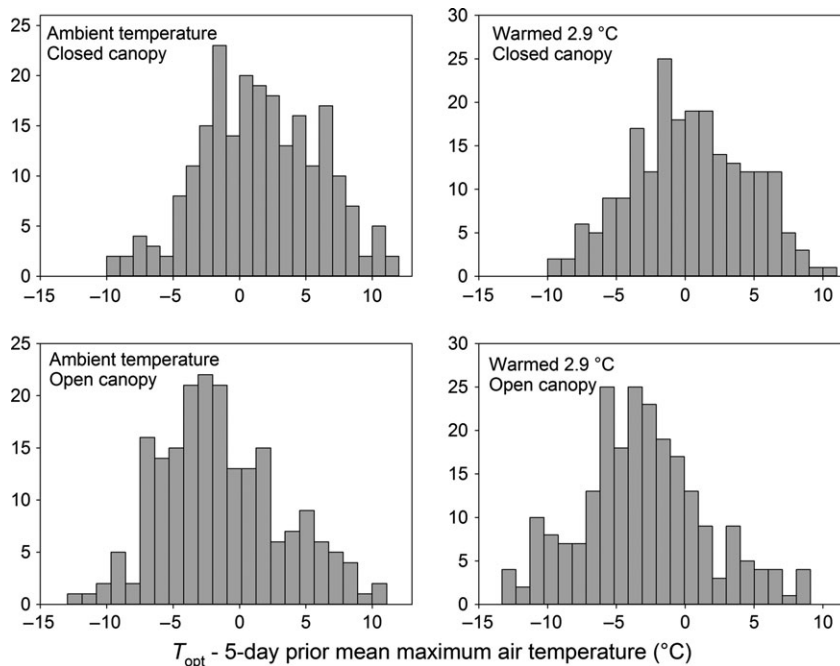 Ambient temperature
Closed canopy
25
20
15
10
5
0
–15 –10 –5 0 5 10
Warmed 2.9 °C
Closed canopy
30
25
20
15
10
5
0
–15 –10 –5 0 5 10
Ambient temperature
Open canopy
25
20
15
10
5
0
–15 –10 –5 0 5 10
Warmed 2.9 °C
Open canopy
30
25
20
15
10
5
0
–15 –10 –5 0 5 10
Topt - 5-day prior mean maximum air temperature (°C)